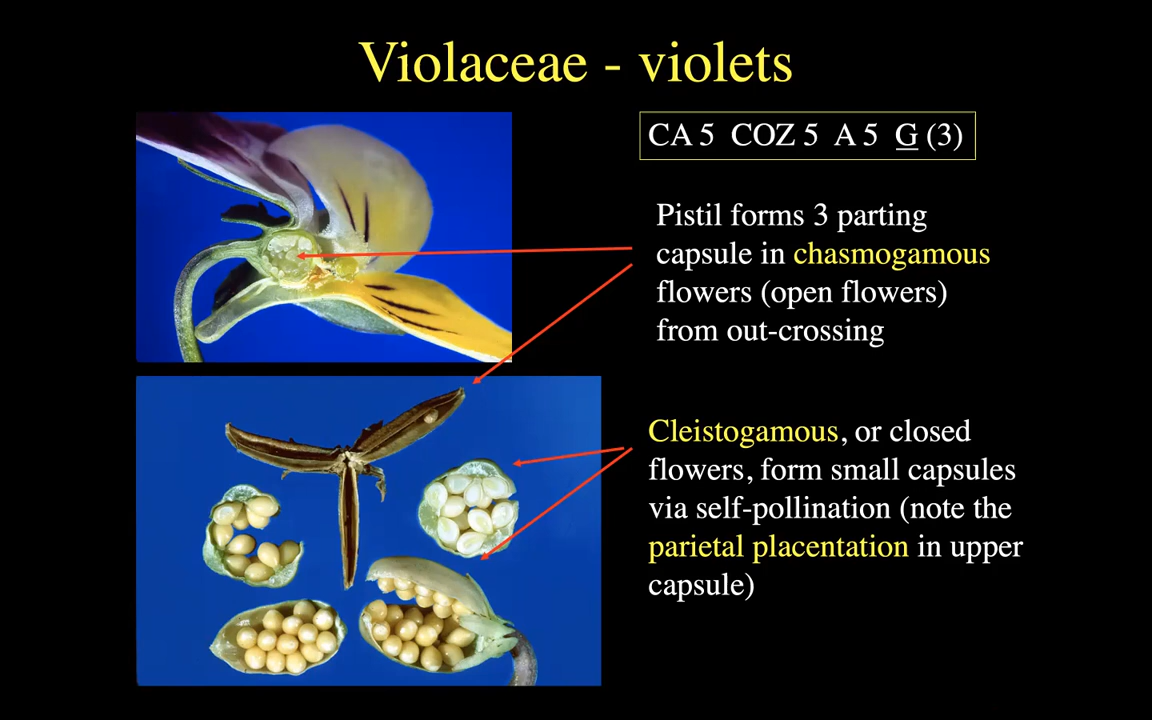 Violaceae - violets
CA 5 COZ 5 A 5 G (3)
Pistil forms 3 parting
capsule in chasmogamous
flowers (open flowers)
from out-crossing
Cleistogamous, or closed
flowers, form small capsules
via self-pollination (note the
parietal placentation in upper
capsule)